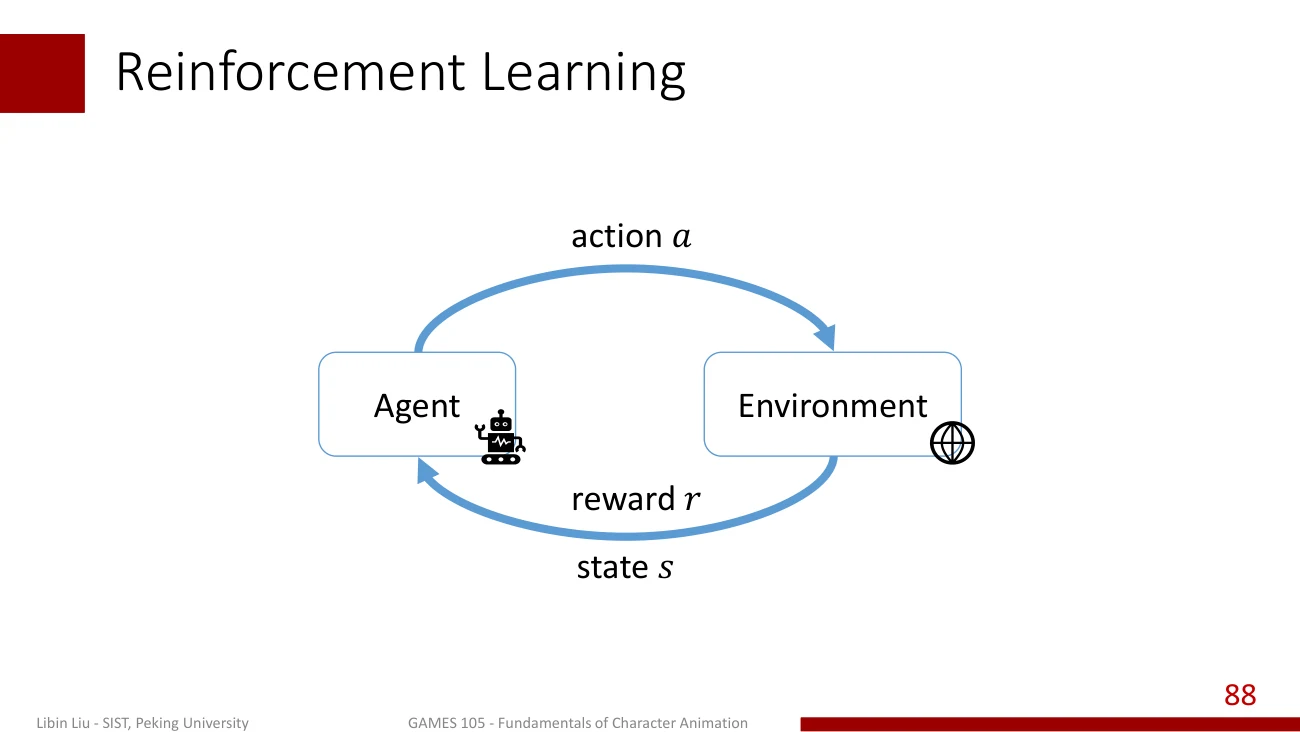 Reinforcement Learning
action a
Agent
Environment
reward r
state s
88
Libin Liu - SIST, Peking University
GAMES 105 - Fundamentals of Character Animation